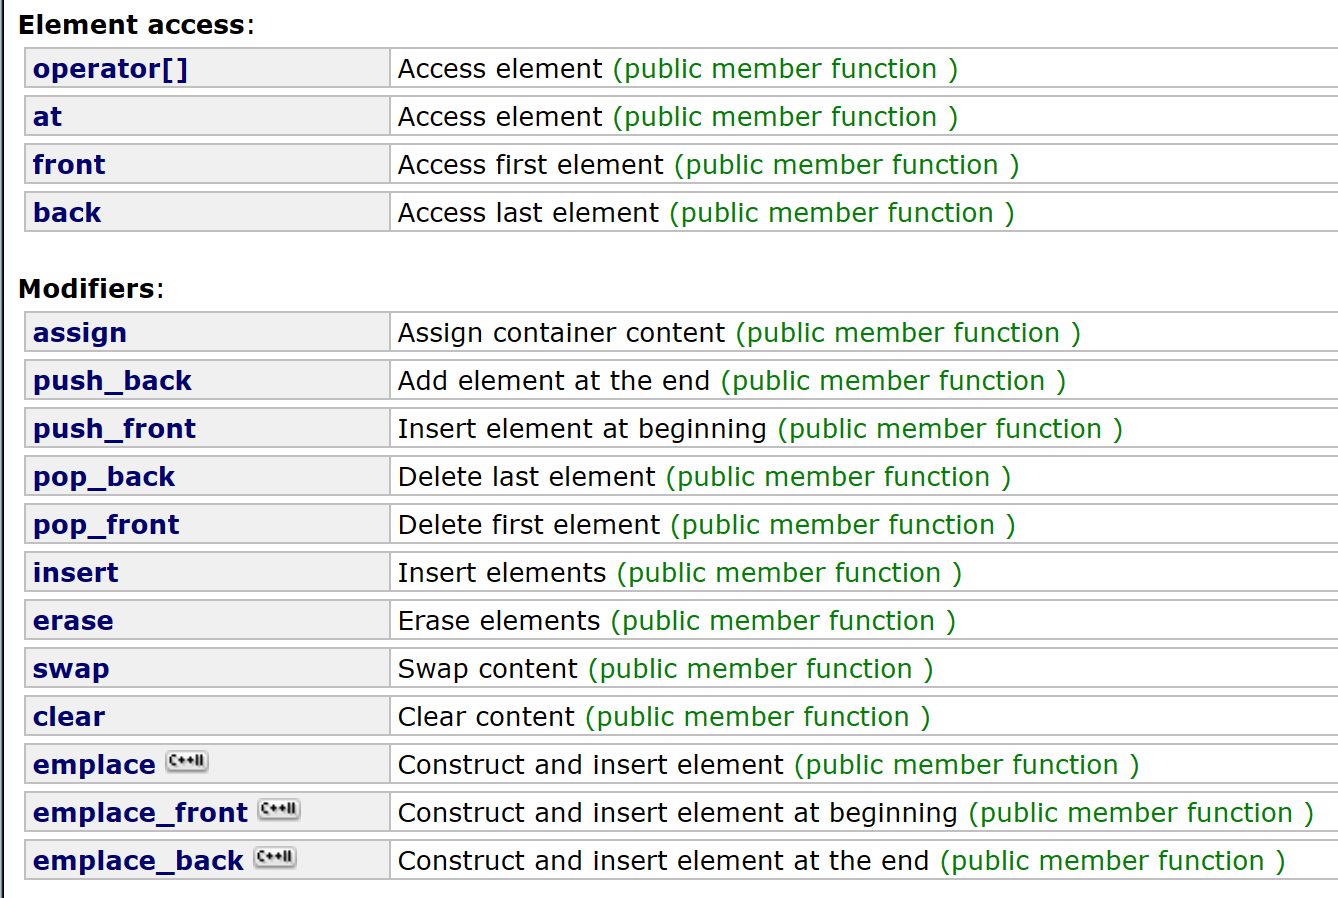 Element access:
operator[] Access element (public member function )
at Access element (public member function )
front Access first element (public member function )
back Access last element (public member function )
Modifiers:
assign Assign container content (public member function )
push_back Add element at the end (public member function )
push_front Insert element at beginning (public member function )
pop_back Delete last element (public member function )
pop_front Delete first element (public member function )
insert Insert elements (public member function )
erase Erase elements (public member function )
swap Swap content (public member function )
clear Clear content (public member function )
emplace C++11 Construct and insert element (public member function )
emplace_front C++11 Construct and insert element at beginning (public member function )
emplace_back C++11 Construct and insert element at the end (public member function )